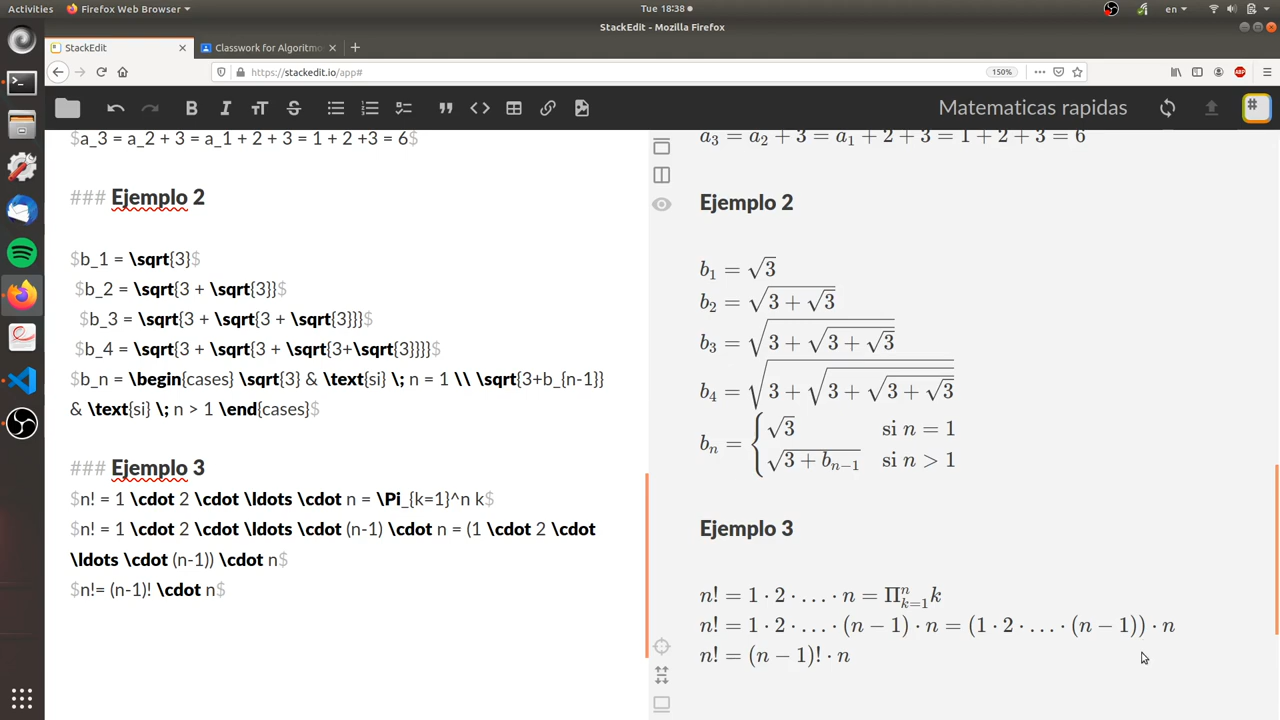 Activities Firefox Web Browser Tue 18:38 en
StackEdit - Mozilla Firefox
StackEdit Classwork for Algoritmo
https://stackedit.io/app# 150%
Matematicas rapidas
$a_3 = a_2 + 3 = a_1 + 2 + 3 = 1 + 2 +3 = 6$
### Ejemplo 2
$b_1 = \sqrt{3}$
$b_2 = \sqrt{3 + \sqrt{3}}$
$b_3 = \sqrt{3 + \sqrt{3 + \sqrt{3}}}$
$b_4 = \sqrt{3 + \sqrt{3 + \sqrt{3+\sqrt{3}}}}$
$b_n = \begin{cases} \sqrt{3} & \text{si} \; n = 1 \\ \sqrt{3+b_{n-1}}
& \text{si} \; n > 1 \end{cases}$
### Ejemplo 3
$n! = 1 \cdot 2 \cdot \ldots \cdot n = \Pi_{k=1}^n k$
$n! = 1 \cdot 2 \cdot \ldots \cdot (n-1) \cdot n = (1 \cdot 2 \cdot
\ldots \cdot (n-1)) \cdot n$
$n!= (n-1)! \cdot n$
a₃ = a₂ + 3 = a₁ + 2 + 3 = 1 + 2 + 3 = 6
Ejemplo 2
b₁ = √3
b₂ = √(3 + √3)
b₃ = √(3 + √(3 + √3))
b₄ = √(3 + √(3 + √(3 + √3)))
bₙ = { √3 si n = 1
√(3 + bₙ₋₁) si n > 1
Ejemplo 3
n! = 1 · 2 · … · n = Πⁿₖ₌₁ k
n! = 1 · 2 · … · (n − 1) · n = (1 · 2 · … · (n − 1)) · n
n! = (n − 1)! · n